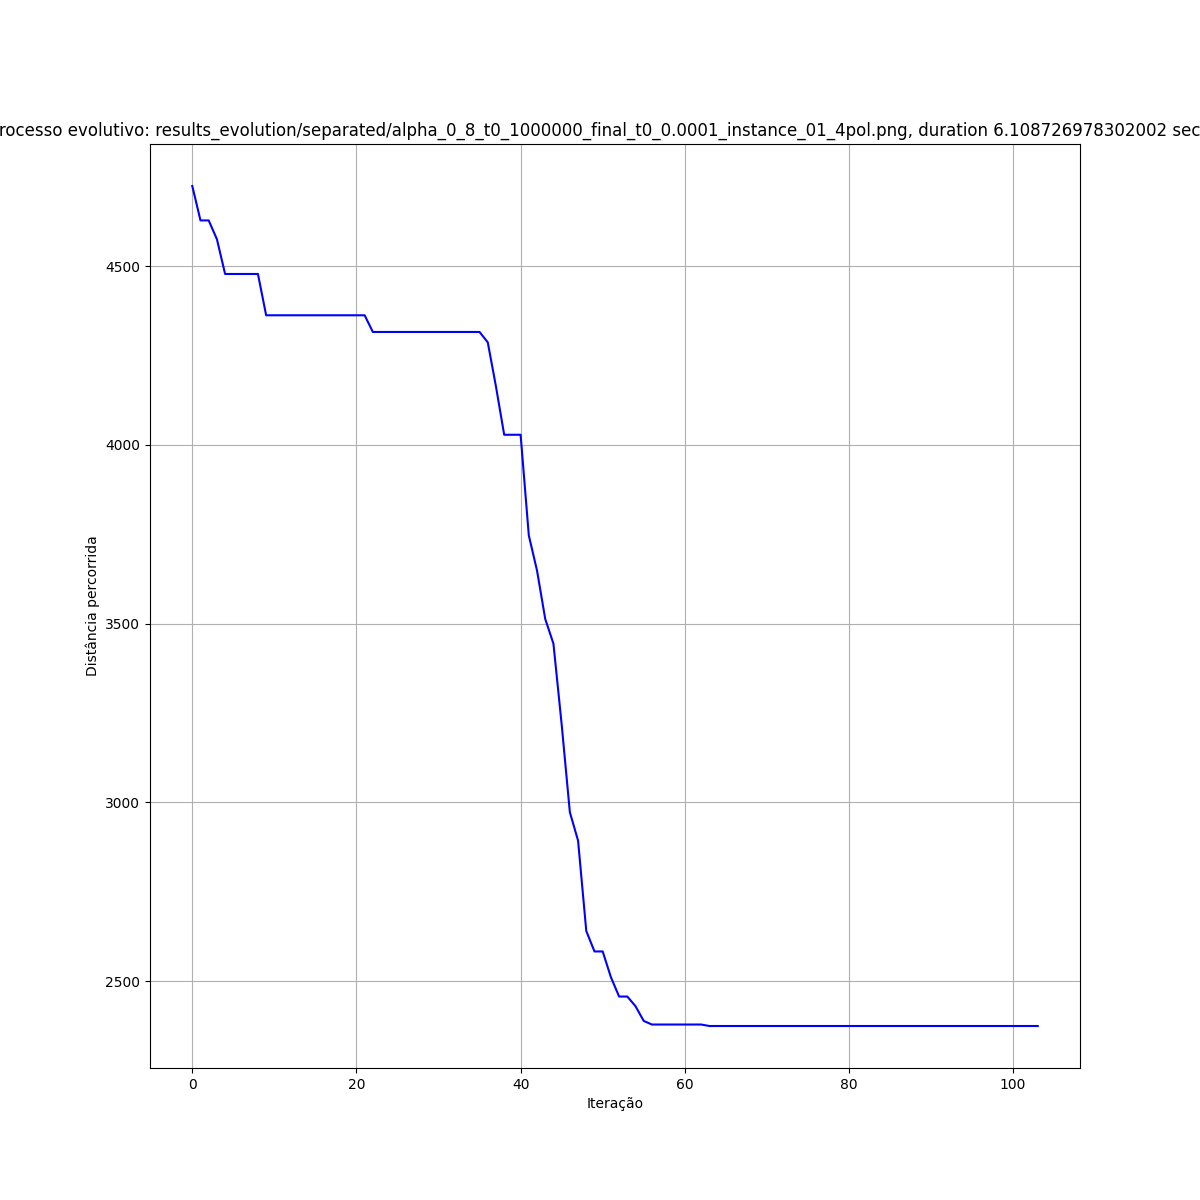 rocesso evolutivo: results_evolution/separated/alpha_0_8_t0_1000000_final_t0_0.0001_instance_01_4pol.png, duration 6.108726978302002 sec
4500
4000
3500
3000
2500
Distância percorrida
0 20 40 60 80 100
Iteração